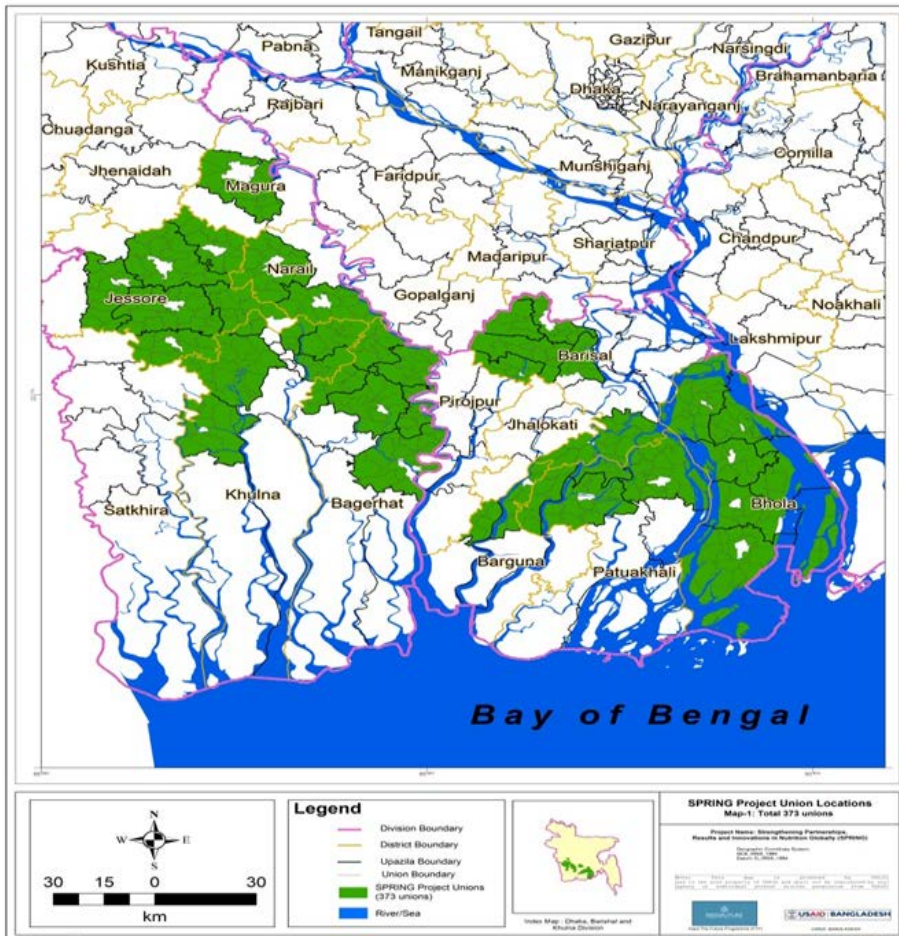 Tangail
Gazipur
Pabna
Narsingdi
Kushtia
Manikganj
Brahamanbaria
Dhaka
Rajbari
Narayanganj
Chuadanga
Comilla
Jhenaidah
Munshiganj
Magura
Faridpur
Shariatpur
Chandpur
Madaripur
Narail
Jessore
Gopalganj
Noakhali
Lakshmipur
Barisal
Pirojpur
Jhalokati
Satkhira
Khulna
Bagerhat
Bhola
Barguna
Patuakhali
Bay of Bengal
N
W
E
S
30 15 0 30
km
Legend
Division Boundary
District Boundary
Upazila Boundary
Union Boundary
SPRING Project Unions
(373 unions)
River/Sea
Index Map : Dhaka, Barishal and
Khulna Division
SPRING Project Union Locations
Map-1: Total 373 unions
Project Name: Strengthening Partnerships,
Results and Innovations in Nutrition Globally (SPRING)
USAID BANGLADESH